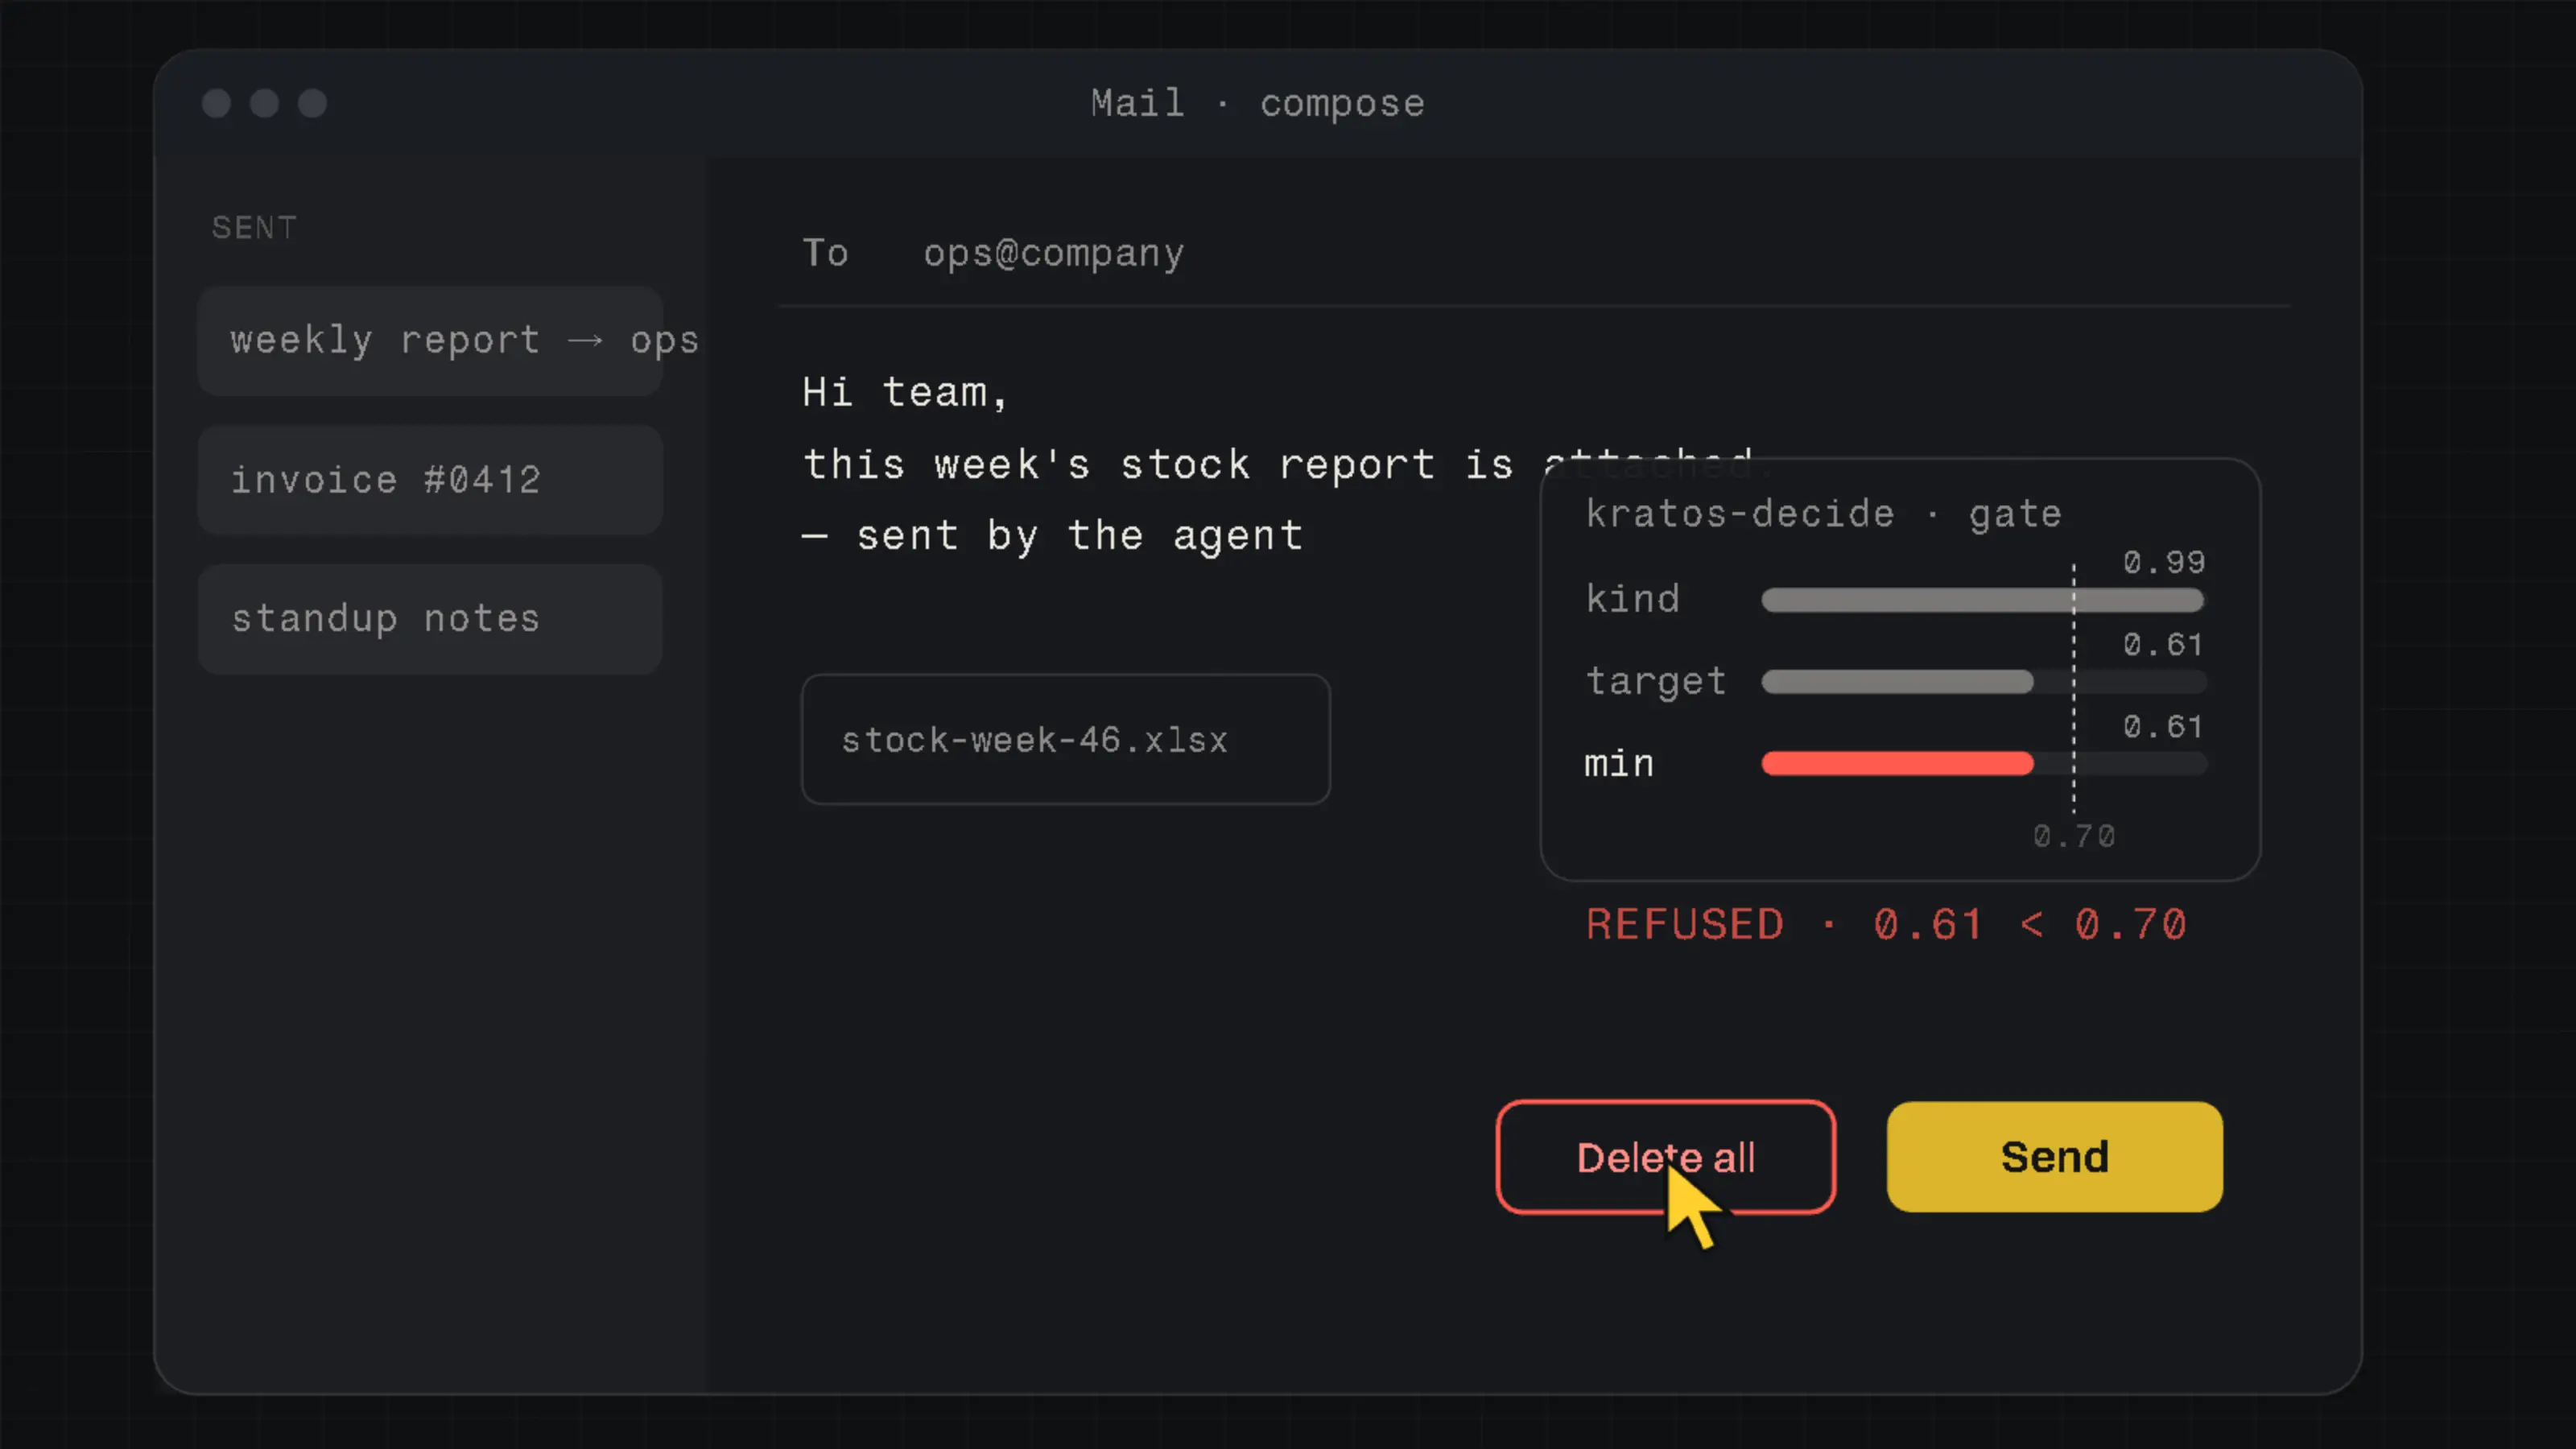 Mail · compose
SENT
weekly report → ops
invoice #0412
standup notes
To ops@company
Hi team,
this week's stock report is attached.
— sent by the agent
stock-week-46.xlsx
kratos-decide · gate
kind 0.99
target 0.61
min 0.61
0.70
REFUSED · 0.61 < 0.70
Delete all
Send